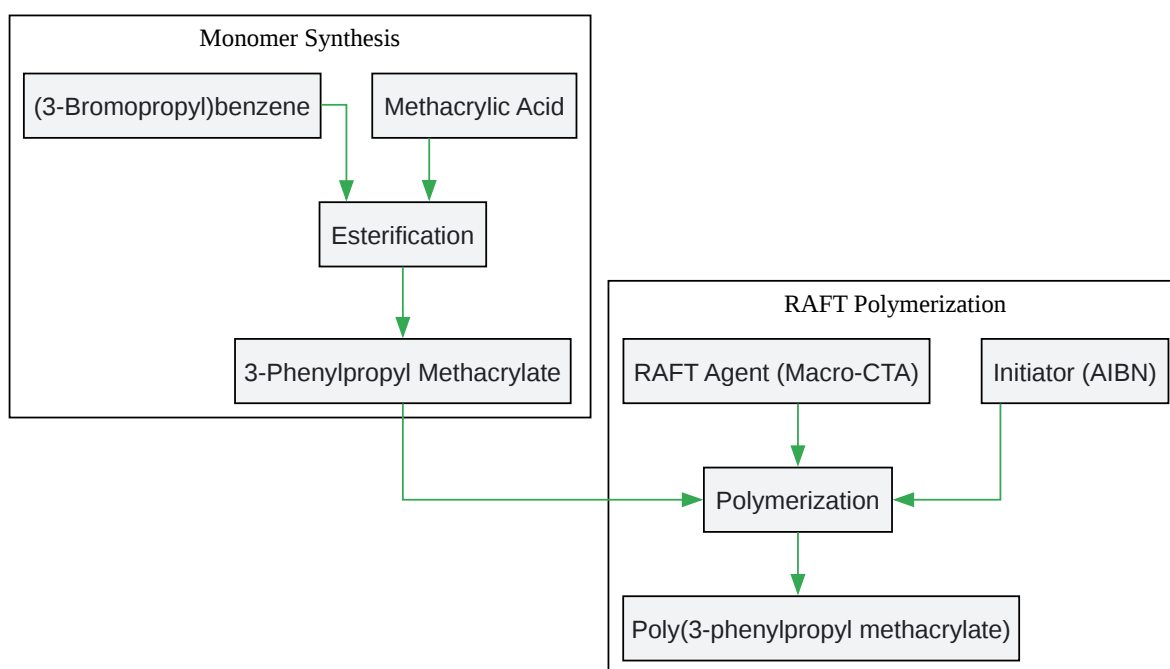 Monomer Synthesis
(3-Bromopropyl)benzene
Methacrylic Acid
Esterification
3-Phenylpropyl Methacrylate
RAFT Polymerization
RAFT Agent (Macro-CTA)
Initiator (AIBN)
Polymerization
Poly(3-phenylpropyl methacrylate)